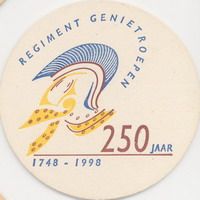 REGIMENT GENIETROEPEN
250 JAAR
1748 - 1998